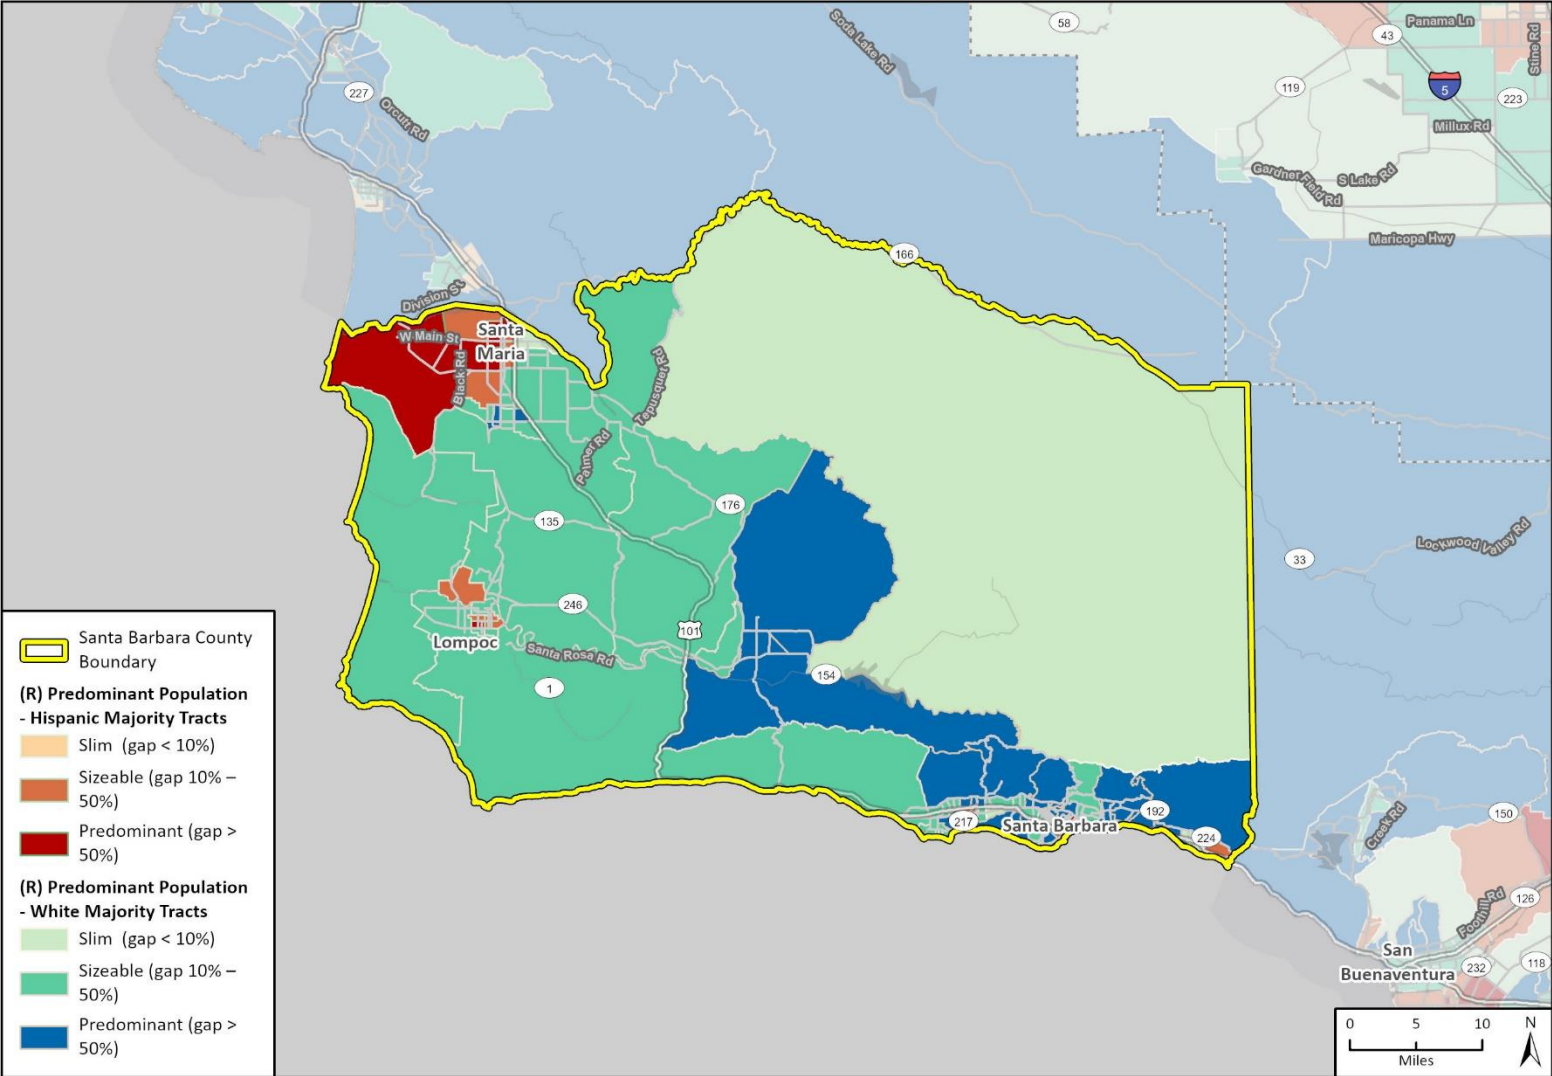 58
Soda Lake Rd
43
Panama Ln
Stine Rd
227
Orcutt Rd
119
5
223
Millux Rd
Gardner Field Rd
S Lake Rd
Maricopa Hwy
166
Division St
W Main St
Santa
Maria
Black Rd
Tepusquet Rd
Palmer Rd
176
135
33
Lockwood Valley Rd
246
101
Lompoc
Santa Rosa Rd
154
1
192
217
Santa Barbara
224
150
Creek Rd
126
Foothill Rd
San
Buenaventura
232
118
Santa Barbara County
Boundary
(R) Predominant Population
- Hispanic Majority Tracts
Slim (gap < 10%)
Sizeable (gap 10% –
50%)
Predominant (gap >
50%)
(R) Predominant Population
- White Majority Tracts
Slim (gap < 10%)
Sizeable (gap 10% –
50%)
Predominant (gap >
50%)
0 5 10
Miles
N